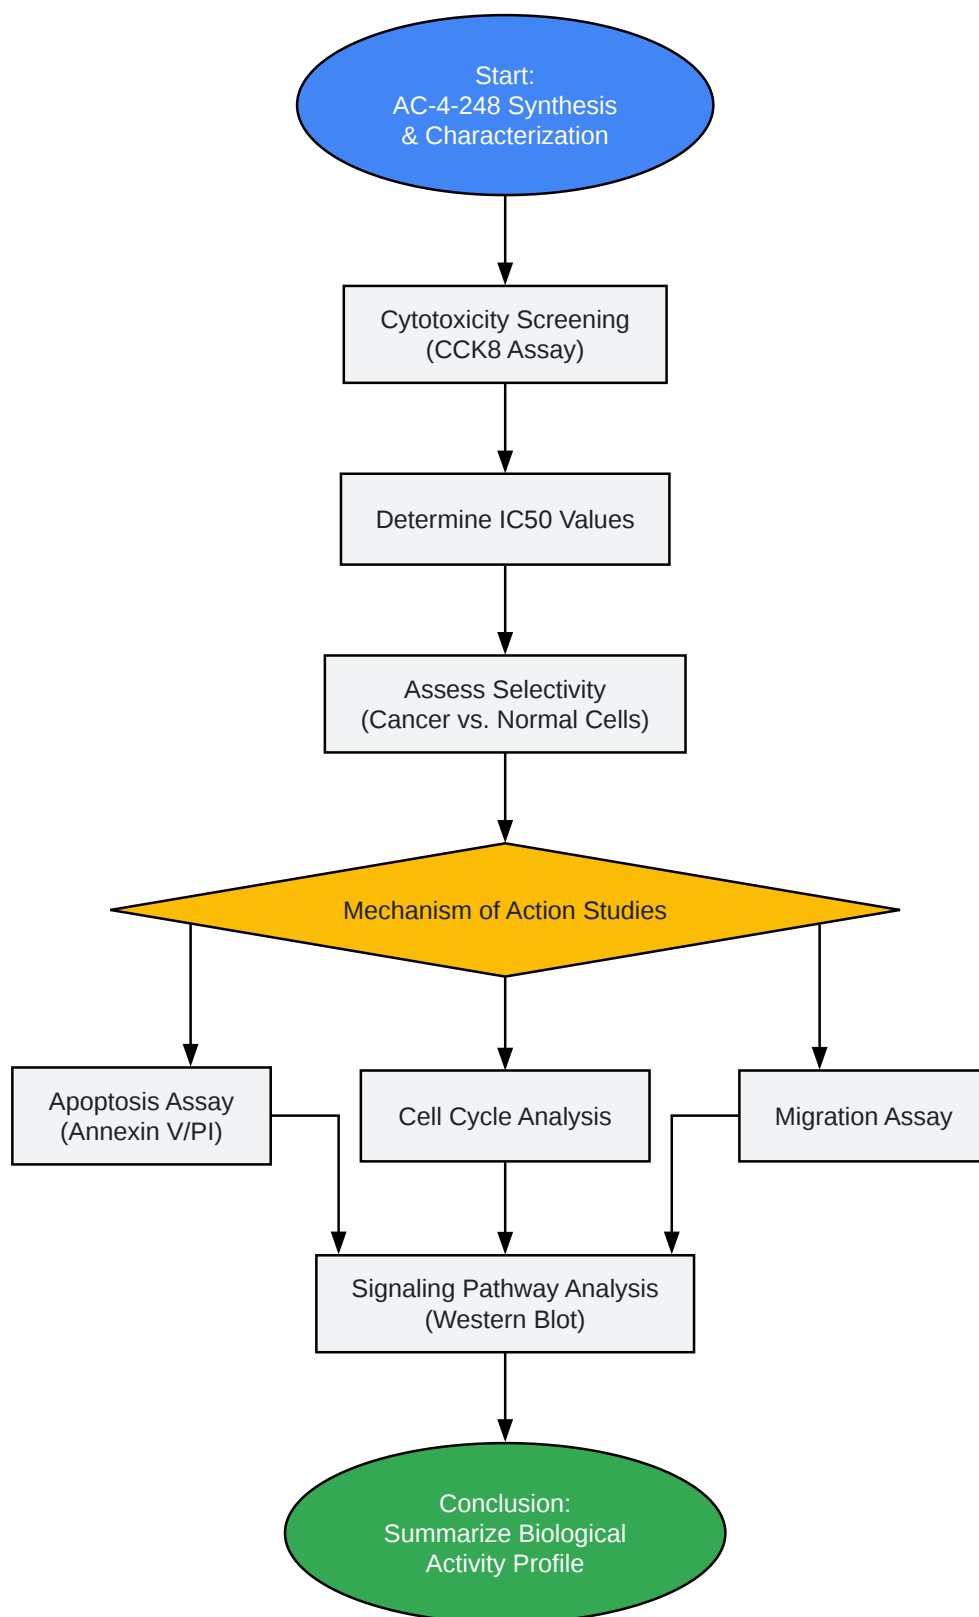 Start:
AC-4-248 Synthesis
& Characterization
Cytotoxicity Screening
(CCK8 Assay)
Determine IC50 Values
Assess Selectivity
(Cancer vs. Normal Cells)
Mechanism of Action Studies
Apoptosis Assay
(Annexin V/PI)
Cell Cycle Analysis
Migration Assay
Signaling Pathway Analysis
(Western Blot)
Conclusion:
Summarize Biological
Activity Profile